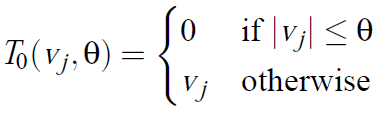 T₀(vⱼ, θ) = { 0 if |vⱼ| ≤ θ
vⱼ otherwise